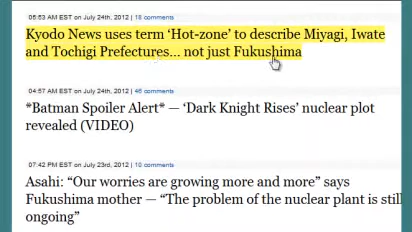 05:53 AM EST on July 24th, 2012 | 18 comments
Kyodo News uses term ‘Hot-zone’ to describe Miyagi, Iwate
and Tochigi Prefectures... not just Fukushima
04:57 AM EST on July 24th, 2012 | 46 comments
*Batman Spoiler Alert* — ‘Dark Knight Rises’ nuclear plot
revealed (VIDEO)
07:42 PM EST on July 23rd, 2012 | 10 comments
Asahi: “Our worries are growing more and more” says
Fukushima mother — “The problem of the nuclear plant is still
ongoing”